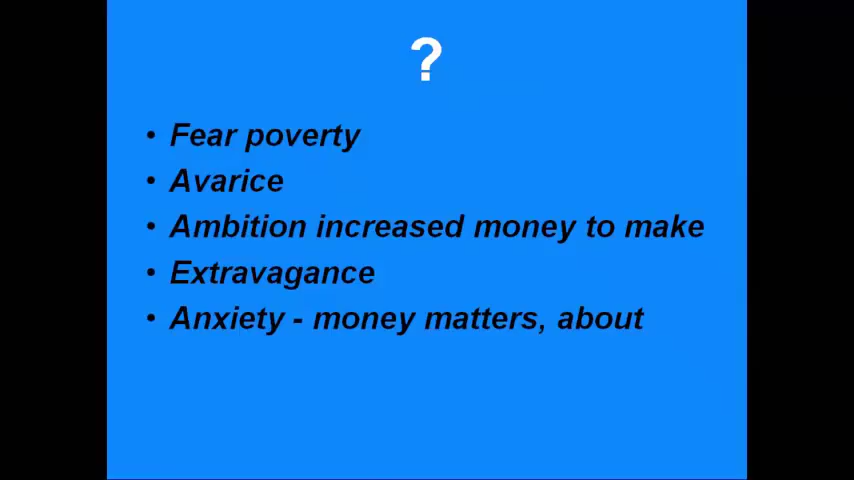 ?
• Fear poverty
• Avarice
• Ambition increased money to make
• Extravagance
• Anxiety - money matters, about